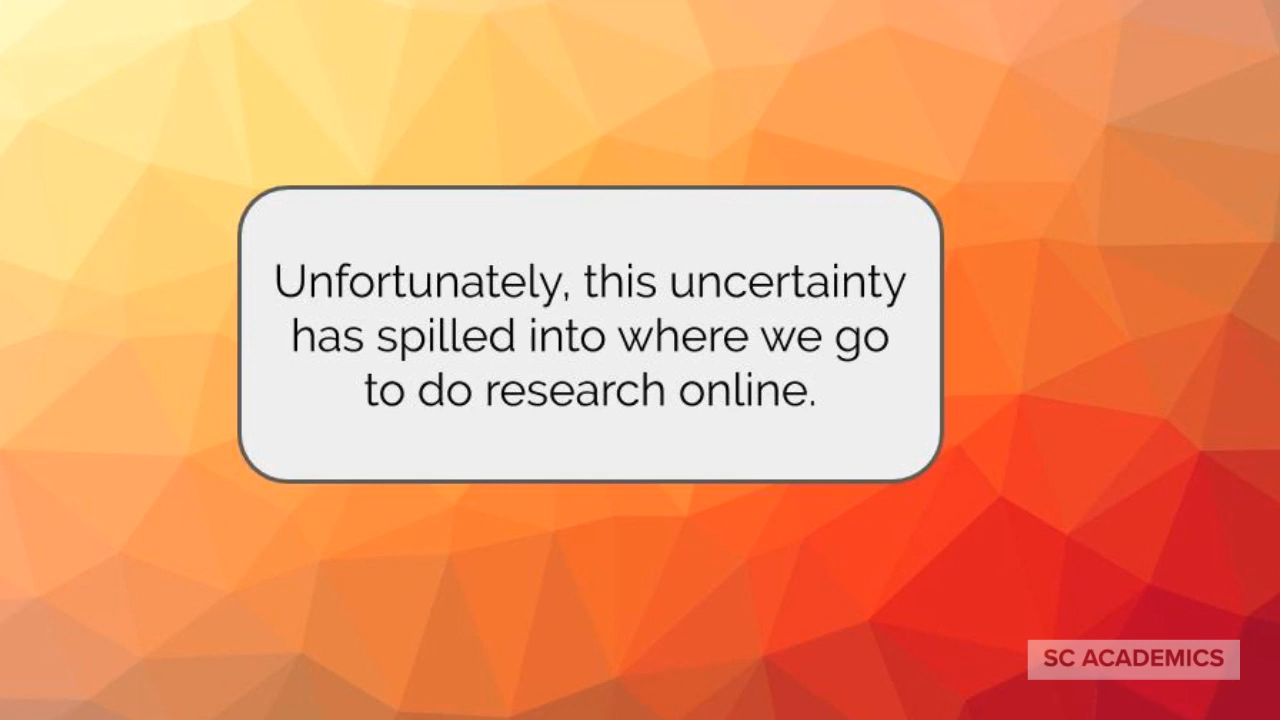 Unfortunately, this uncertainty
has spilled into where we go
to do research online.
SC ACADEMICS